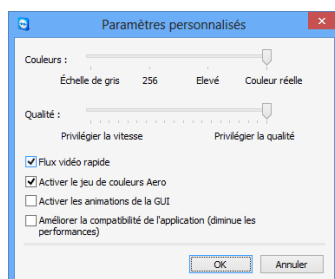 Paramètres personnalisés
Couleurs :
Échelle de gris 256 Elevé Couleur réelle
Qualité :
Privilégier la vitesse Privilégier la qualité
Flux vidéo rapide
Activer le jeu de couleurs Aero
Activer les animations de la GUI
Améliorer la compatibilité de l'application (diminue les
performances)
OK Annuler